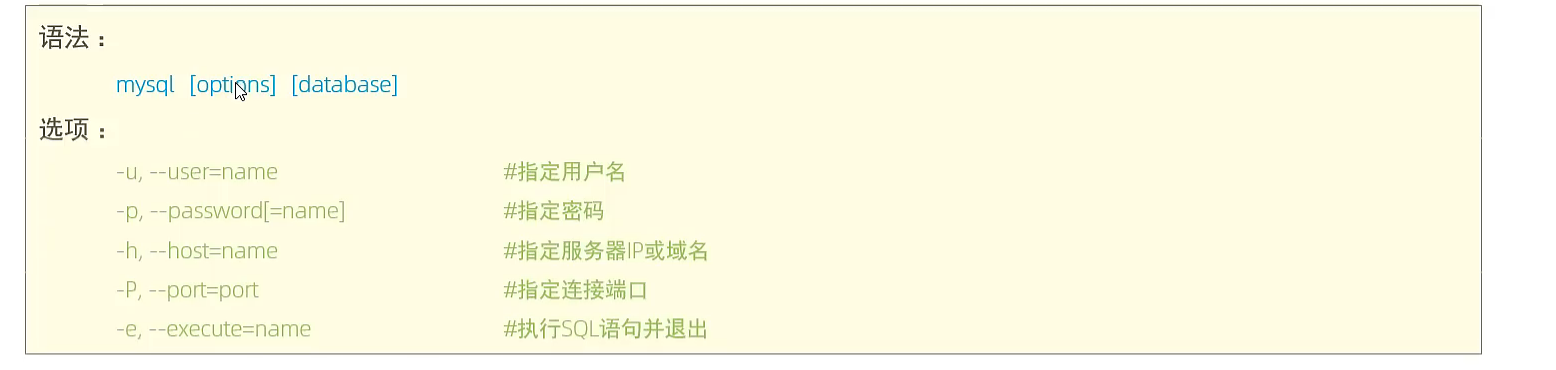 语法：
mysql [options] [database]
选项：
-u, --user=name #指定用户名
-p, --password[=name] #指定密码
-h, --host=name #指定服务器IP或域名
-P, --port=port #指定连接端口
-e, --execute=name #执行SQL语句并退出